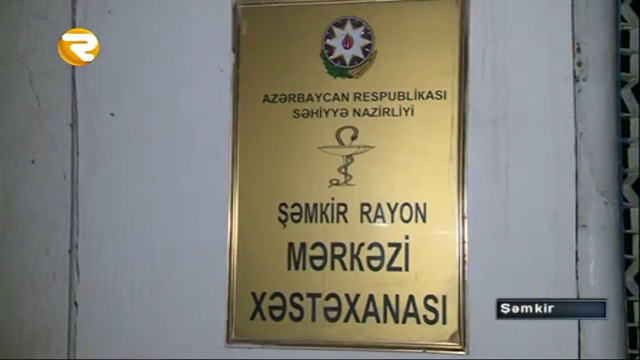 AZƏRBAYCAN RESPUBLİKASI
SƏHİYYƏ NAZİRLİYİ
ŞƏMKİR RAYON
MƏRKƏZİ
XƏSTƏXANASI
Şəmkir